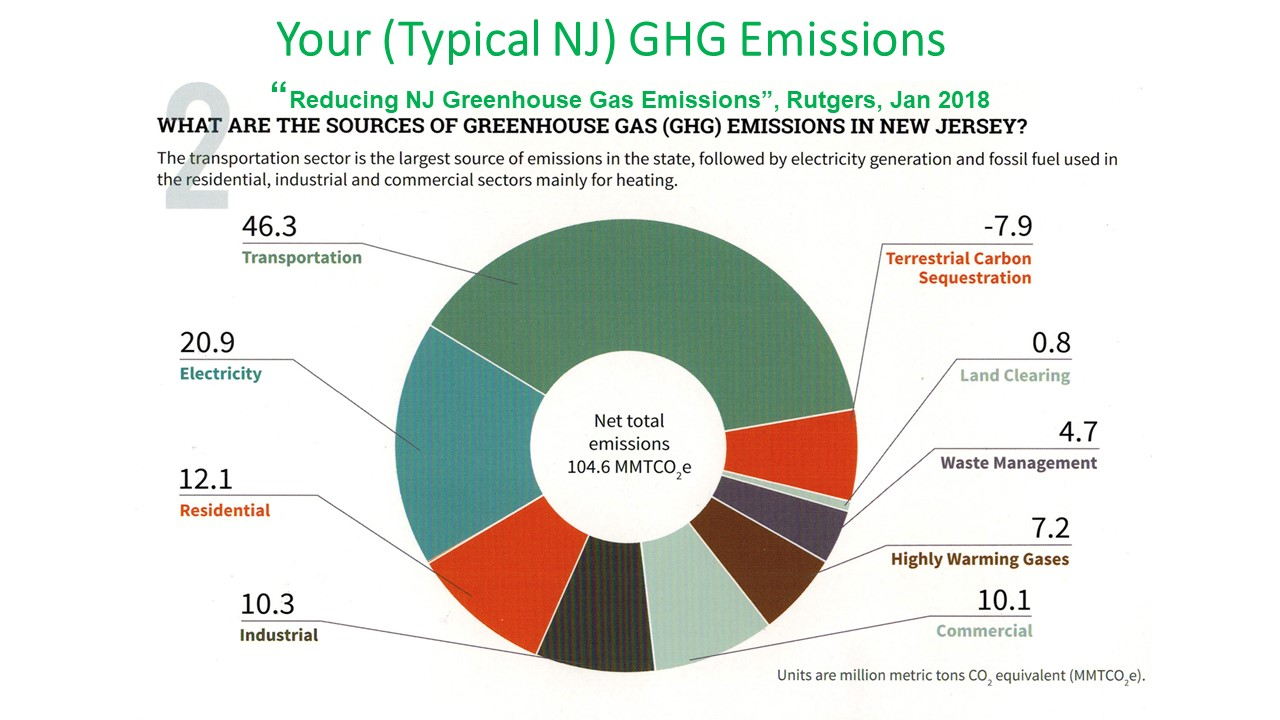 Your (Typical NJ) GHG Emissions
“Reducing NJ Greenhouse Gas Emissions”, Rutgers, Jan 2018
2
WHAT ARE THE SOURCES OF GREENHOUSE GAS (GHG) EMISSIONS IN NEW JERSEY?
The transportation sector is the largest source of emissions in the state, followed by electricity generation and fossil fuel used in
the residential, industrial and commercial sectors mainly for heating.
46.3
Transportation
20.9
Electricity
12.1
Residential
10.3
Industrial
Net total
emissions
104.6 MMTCO₂e
-7.9
Terrestrial Carbon
Sequestration
0.8
Land Clearing
4.7
Waste Management
7.2
Highly Warming Gases
10.1
Commercial
Units are million metric tons CO₂ equivalent (MMTCO₂e).